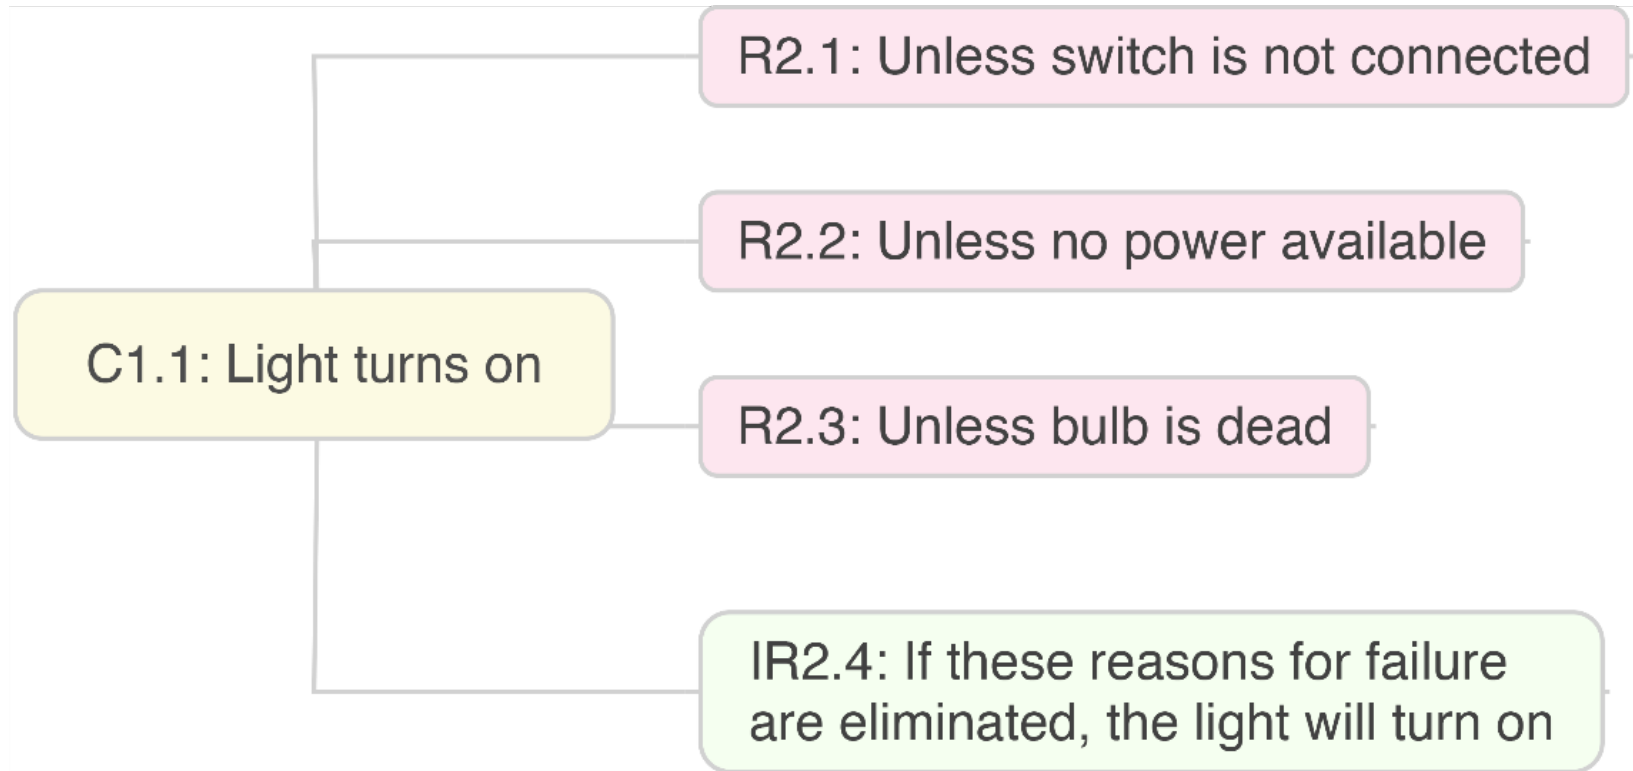 R2.1: Unless switch is not connected
R2.2: Unless no power available
C1.1: Light turns on
R2.3: Unless bulb is dead
IR2.4: If these reasons for failure
are eliminated, the light will turn on